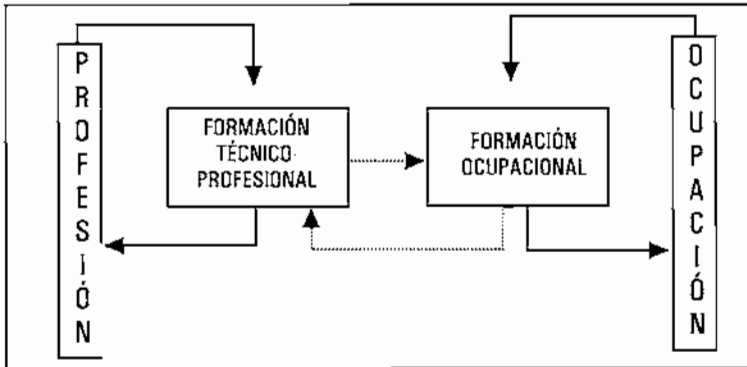 PROFESIÓN
FORMACIÓN
TÉCNICO-
PROFESIONAL
FORMACIÓN
OCUPACIONAL
OCUPACIÓN